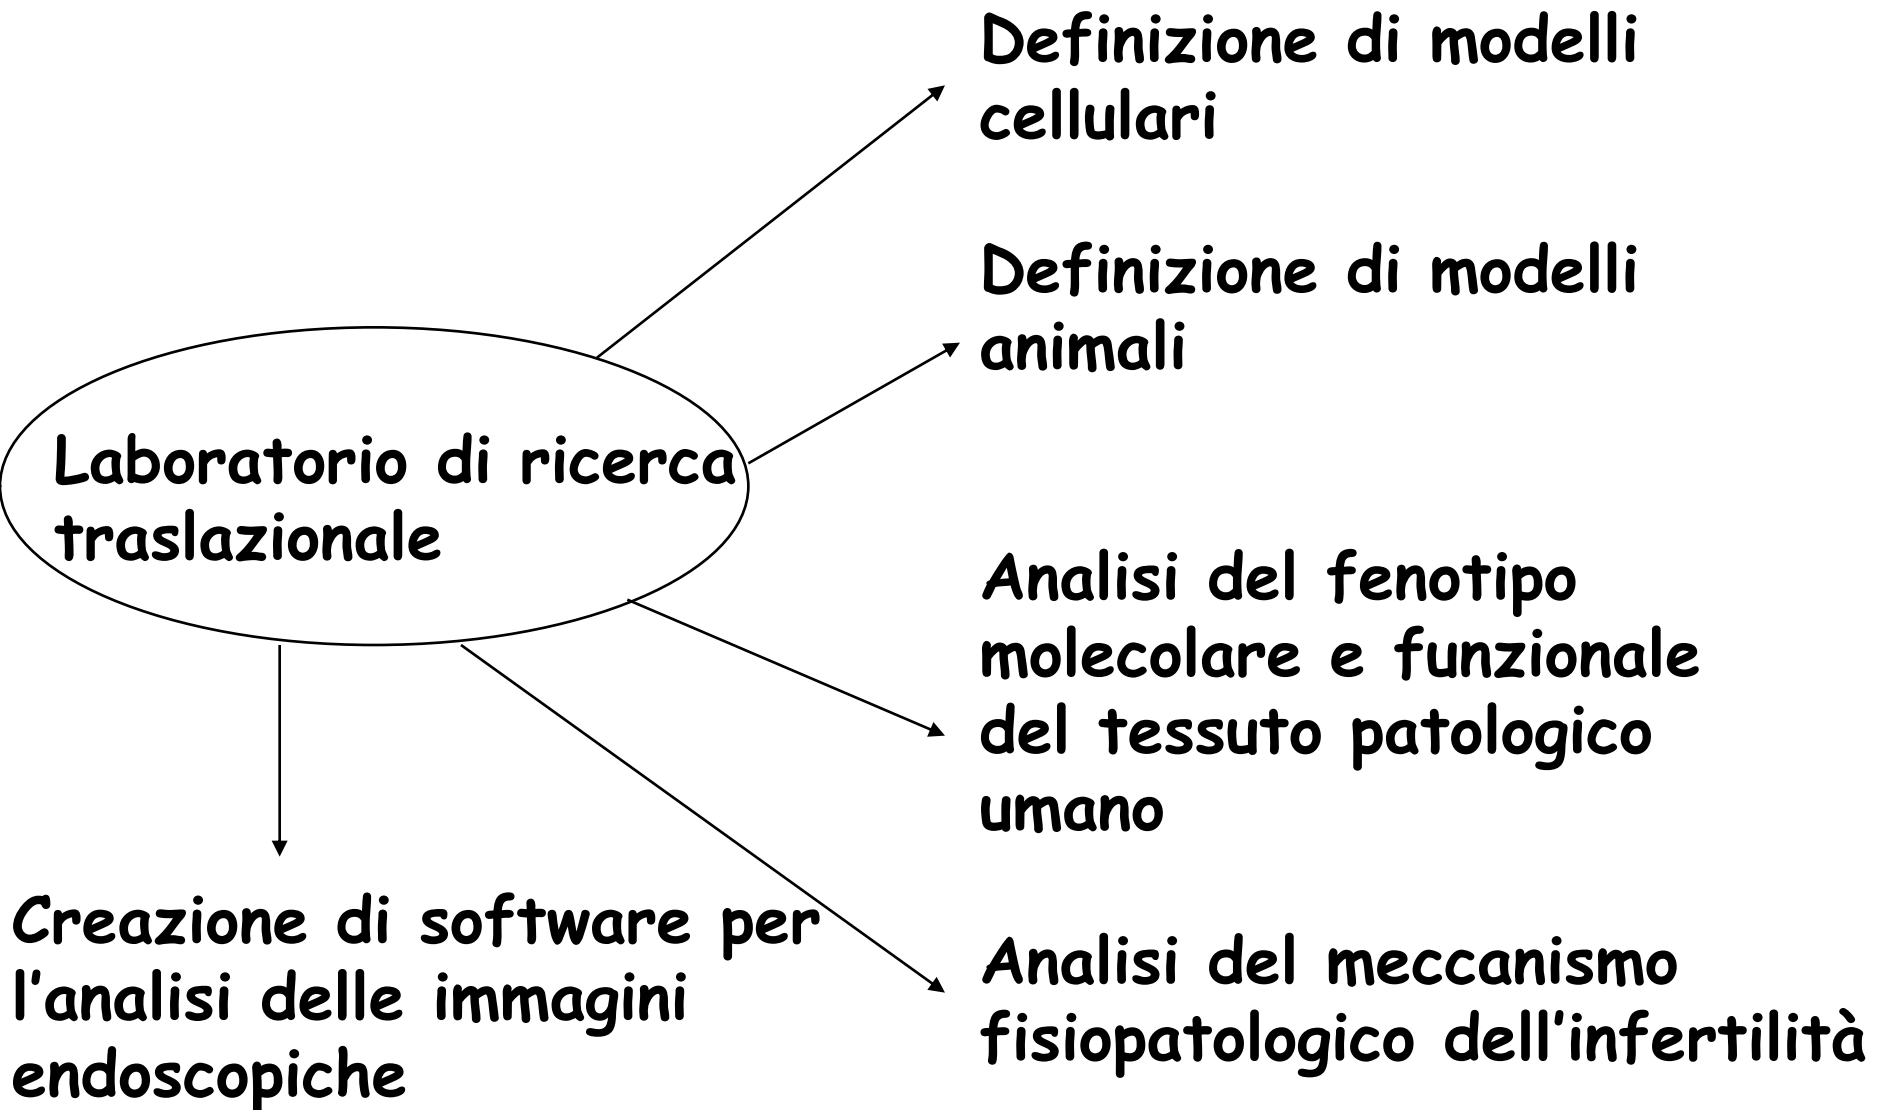 Definizione di modelli
cellulari
Definizione di modelli
animali
Laboratorio di ricerca
traslazionale
Analisi del fenotipo
molecolare e funzionale
del tessuto patologico
umano
Creazione di software per
l'analisi delle immagini
endoscopiche
Analisi del meccanismo
fisiopatologico dell'infertilità